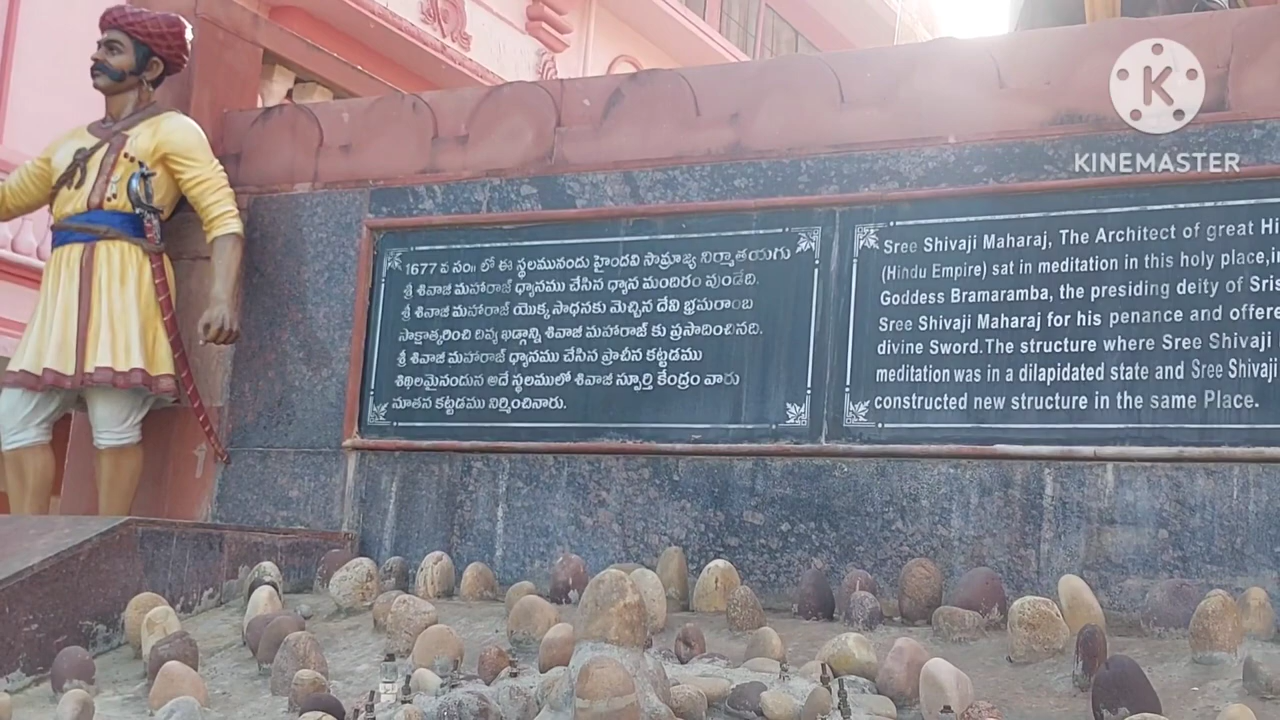 K
KINEMASTER
1677 వ సం॥ లో ఈ స్థలమునందు హైందవి సామ్రాజ్య నిర్మాతయగు
శ్రీ శివాజీ మహారాజ్ ధ్యానము చేసిన ధ్యాన మందిరం వుండేది.
శ్రీ శివాజీ మహారాజ్ యొక్క సాధనకు మెచ్చిన దేవి భ్రమరాంబ
సాక్షాత్కరించి దివ్య ఖడ్గాన్ని శివాజీ మహారాజ్ కు ప్రసాదించినది.
శ్రీ శివాజీ మహారాజ్ ధ్యానము చేసిన ప్రాచీన కట్టడము
శిథిలమైనందున అదే స్థలములో శివాజీ స్ఫూర్తి కేంద్రం వారు
నూతన కట్టడము నిర్మించినారు.
Sree Shivaji Maharaj, The Architect of great Hi
(Hindu Empire) sat in meditation in this holy place,in
Goddess Bramaramba, the presiding deity of Sris
Sree Shivaji Maharaj for his penance and offere
divine Sword.The structure where Sree Shivaji
meditation was in a dilapidated state and Sree Shivaji
constructed new structure in the same Place.